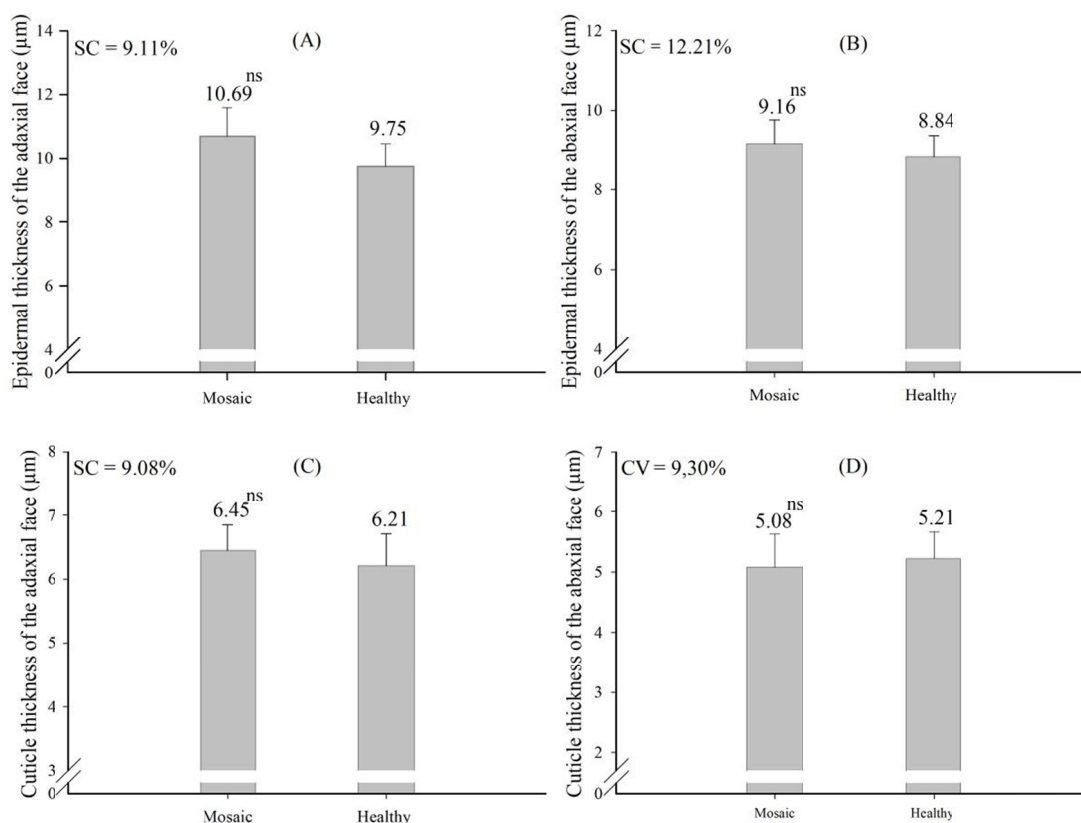 SC = 9.11%
(A)
Epidermal thickness of the adaxial face (µm)
14
12
10
8
6
4
0
10.69 ns
9.75
Mosaic
Healthy
SC = 12.21%
(B)
Epidermal thickness of the abaxial face (µm)
12
10
8
6
4
0
9.16 ns
8.84
Mosaic
Healthy
SC = 9.08%
(C)
Cuticle thickness of the adaxial face (µm)
8
7
6
5
4
3
0
6.45 ns
6.21
Mosaic
Healthy
CV = 9,30%
(D)
Cuticle thickness of the abaxial face (µm)
7
6
5
4
3
2
0
5.08 ns
5.21
Mosaic
Healthy